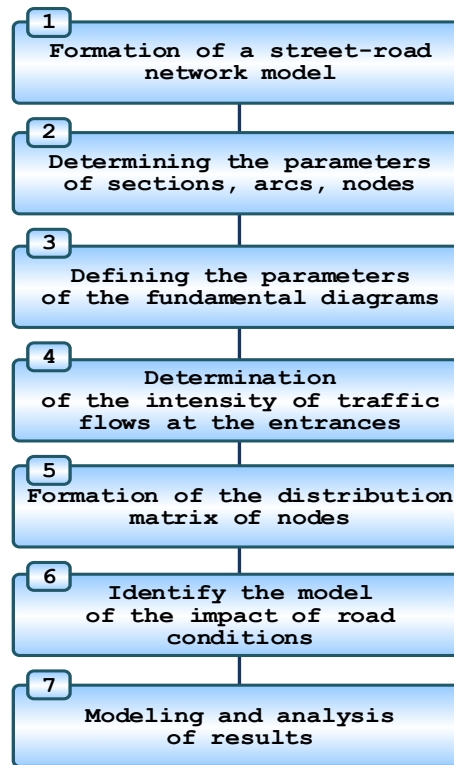 1
Formation of a street-road
network model
2
Determining the parameters
of sections, arcs, nodes
3
Defining the parameters
of the fundamental diagrams
4
Determination
of the intensity of traffic
flows at the entrances
5
Formation of the distribution
matrix of nodes
6
Identify the model
of the impact of road
conditions
7
Modeling and analysis
of results